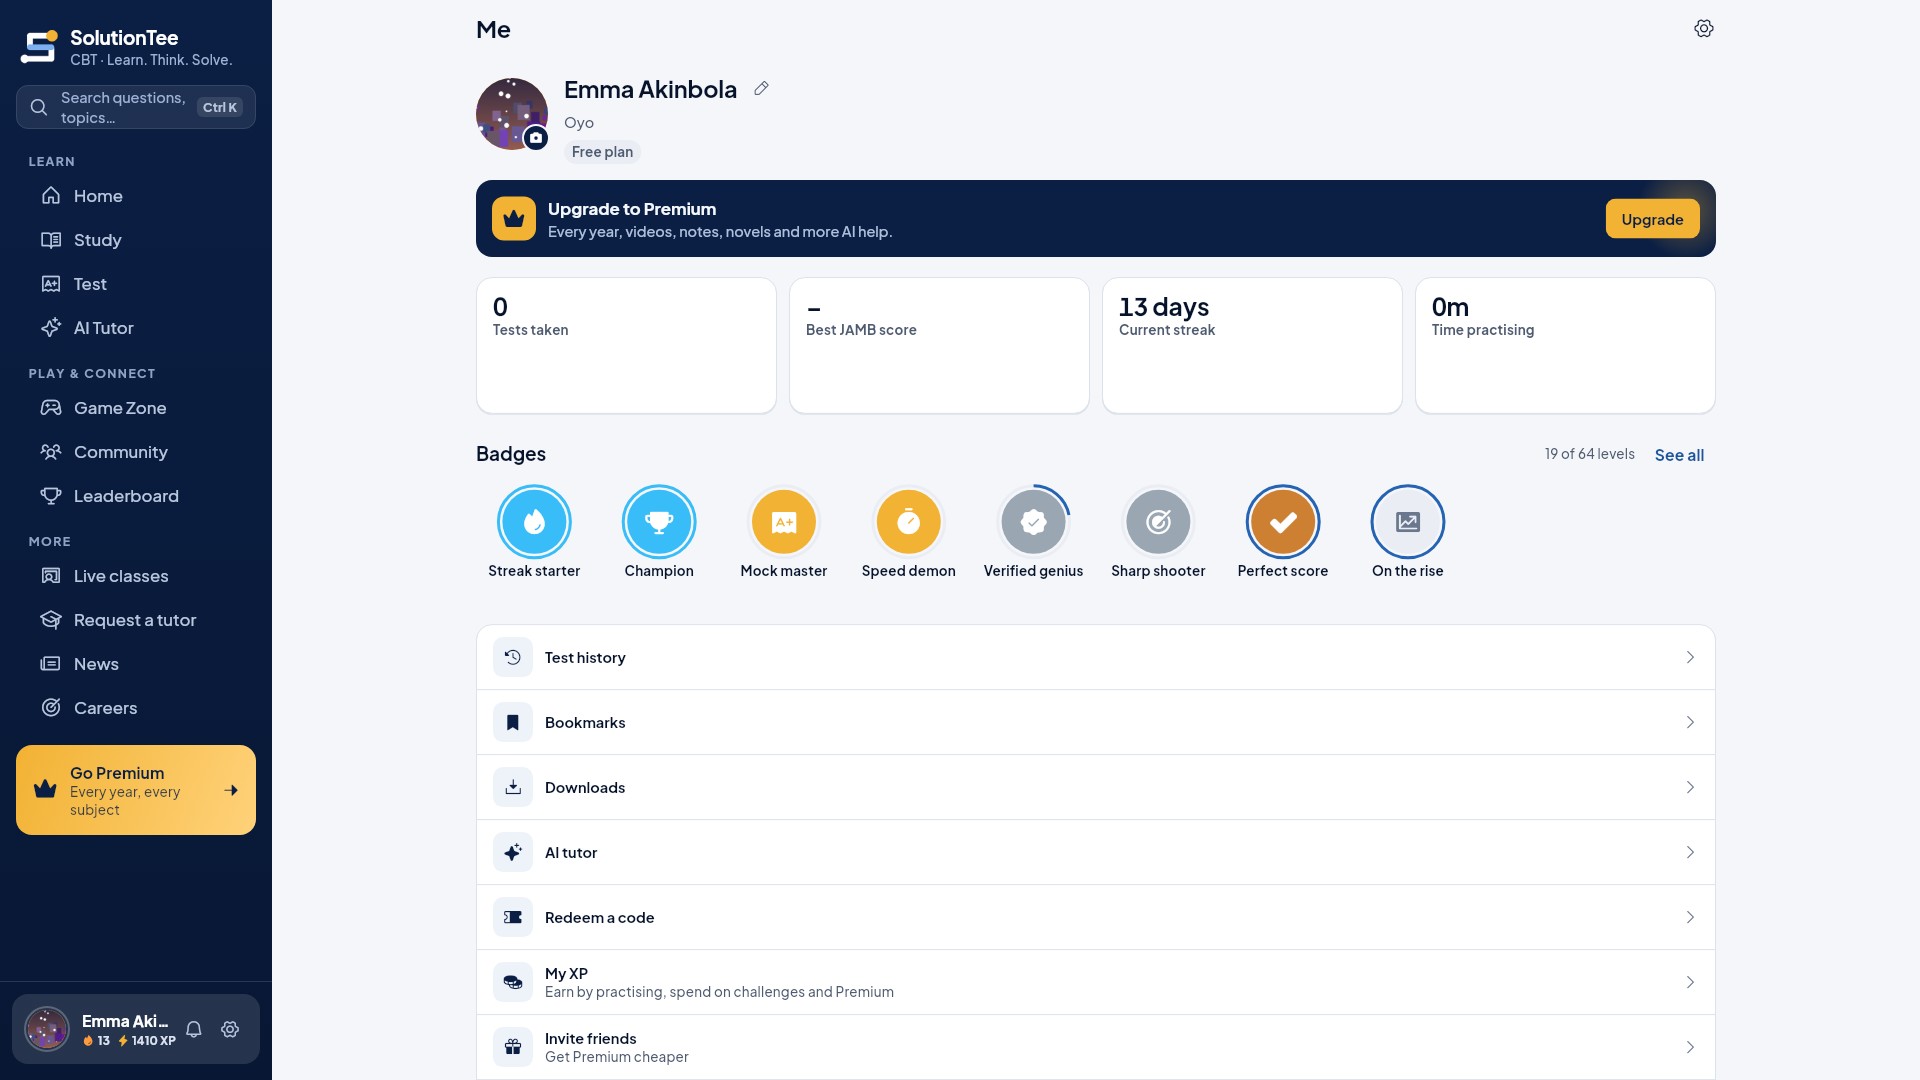 SolutionTee
CBT · Learn. Think. Solve.
Search questions,
topics…
Ctrl K
LEARN
Home
Study
Test
AI Tutor
PLAY & CONNECT
Game Zone
Community
Leaderboard
MORE
Live classes
Request a tutor
News
Careers
Go Premium
Every year, every
subject
Emma Aki…
13 1410 XP
Me
Emma Akinbola
Oyo
Free plan
Upgrade to Premium
Every year, videos, notes, novels and more AI help.
Upgrade
0
Tests taken
–
Best JAMB score
13 days
Current streak
0m
Time practising
Badges
19 of 64 levels
See all
A+
Streak starter
Champion
Mock master
Speed demon
Verified genius
Sharp shooter
Perfect score
On the rise
Test history
Bookmarks
Downloads
AI tutor
Redeem a code
My XP
Earn by practising, spend on challenges and Premium
Invite friends
Get Premium cheaper